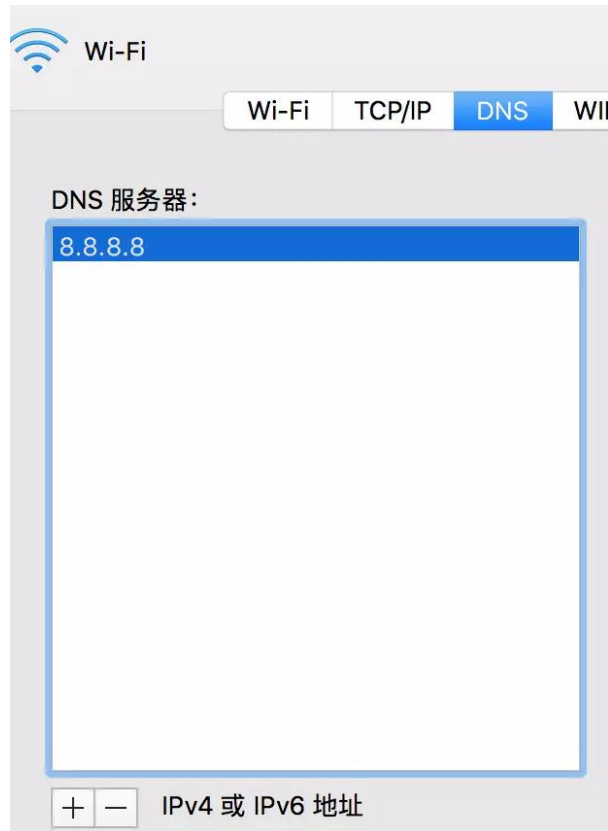 Wi-Fi
Wi-Fi TCP/IP DNS
DNS 服务器：
8.8.8.8
+ − IPv4 或 IPv6 地址